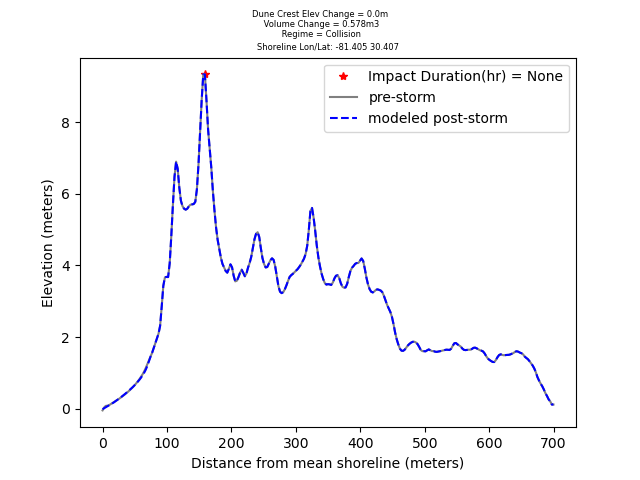 Dune Crest Elev Change = 0.0m
Volume Change = 0.578m3
Regime = Collision
Shoreline Lon/Lat: -81.405 30.407
Impact Duration(hr) = None
pre-storm
modeled post-storm
Elevation (meters)
8
6
4
2
0
0 100 200 300 400 500 600 700
Distance from mean shoreline (meters)